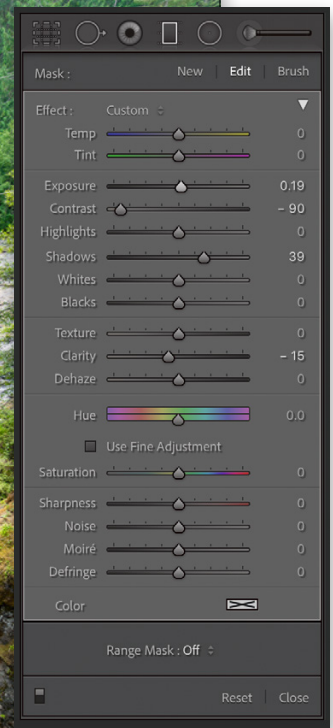 Mask : New Edit Brush
Effect : Custom
Temp 0
Tint 0
Exposure 0.19
Contrast – 90
Highlights 0
Shadows 39
Whites 0
Blacks 0
Texture 0
Clarity – 15
Dehaze 0
Hue 0.0
Use Fine Adjustment
Saturation 0
Sharpness 0
Noise 0
Moiré 0
Defringe 0
Color
Range Mask : Off
Reset Close